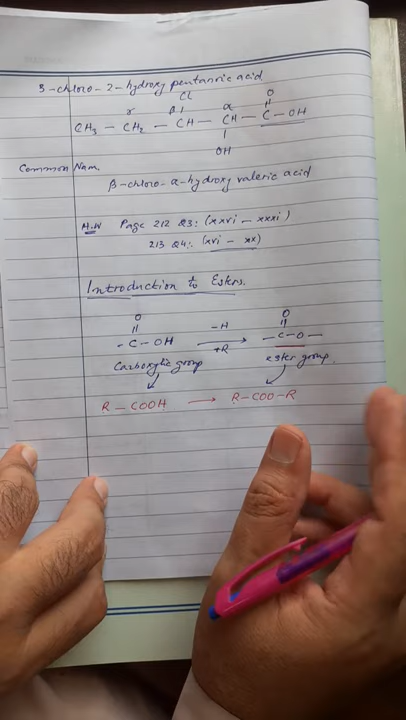 3-chloro-2-hydroxy pentanoic acid
Cl O
γ β | α ||
CH₃ — CH₂ — CH — CH — C — OH
|
OH
Common Nam.
β-chloro-α-hydroxy valeric acid
H.W Page 212 Q3: (xxvi — xxxi)
213 Q4: (xvi — xx)
Introduction to Esters.
O O
|| ||
-C-OH -H +R → -C-O-
Carboxylic group ester group.
R — COOH → R-COO-R